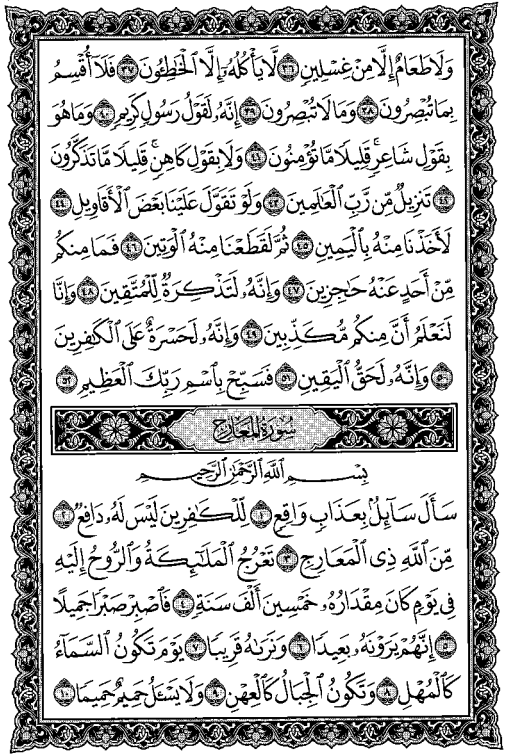 وَلَا طَعَامٌ إِلَّا مِنْ غِسْلِينٍ ٣٦ لَّا يَأْكُلُهُۥٓ إِلَّا ٱلْخَٰطِـُٔونَ ٣٧ فَلَآ أُقْسِمُ
بِمَا تُبْصِرُونَ ٣٨ وَمَا لَا تُبْصِرُونَ ٣٩ إِنَّهُۥ لَقَوْلُ رَسُولٍ كَرِيمٍ ٤٠ وَمَا هُوَ
بِقَوْلِ شَاعِرٍ ۚ قَلِيلًا مَّا تُؤْمِنُونَ ٤١ وَلَا بِقَوْلِ كَاهِنٍ ۚ قَلِيلًا مَّا تَذَكَّرُونَ
٤٢ تَنزِيلٌ مِّن رَّبِّ ٱلْعَٰلَمِينَ ٤٣ وَلَوْ تَقَوَّلَ عَلَيْنَا بَعْضَ ٱلْأَقَاوِيلِ ٤٤
لَأَخَذْنَا مِنْهُ بِٱلْيَمِينِ ٤٥ ثُمَّ لَقَطَعْنَا مِنْهُ ٱلْوَتِينَ ٤٦ فَمَا مِنكُم
مِّنْ أَحَدٍ عَنْهُ حَٰجِزِينَ ٤٧ وَإِنَّهُۥ لَتَذْكِرَةٌ لِّلْمُتَّقِينَ ٤٨ وَإِنَّا
لَنَعْلَمُ أَنَّ مِنكُم مُّكَذِّبِينَ ٤٩ وَإِنَّهُۥ لَحَسْرَةٌ عَلَى ٱلْكَٰفِرِينَ
٥٠ وَإِنَّهُۥ لَحَقُّ ٱلْيَقِينِ ٥١ فَسَبِّحْ بِٱسْمِ رَبِّكَ ٱلْعَظِيمِ ٥٢
سُورَةُ المَعَارِجِ
بِسْمِ ٱللَّهِ ٱلرَّحْمَٰنِ ٱلرَّحِيمِ
سَأَلَ سَآئِلٌۢ بِعَذَابٍ وَاقِعٍ ١ لِّلْكَٰفِرِينَ لَيْسَ لَهُۥ دَافِعٌ ٢
مِّنَ ٱللَّهِ ذِى ٱلْمَعَارِجِ ٣ تَعْرُجُ ٱلْمَلَٰٓئِكَةُ وَٱلرُّوحُ إِلَيْهِ
فِى يَوْمٍ كَانَ مِقْدَارُهُۥ خَمْسِينَ أَلْفَ سَنَةٍ ٤ فَٱصْبِرْ صَبْرًا جَمِيلًا
٥ إِنَّهُمْ يَرَوْنَهُۥ بَعِيدًا ٦ وَنَرَىٰهُ قَرِيبًا ٧ يَوْمَ تَكُونُ ٱلسَّمَآءُ
كَٱلْمُهْلِ ٨ وَتَكُونُ ٱلْجِبَالُ كَٱلْعِهْنِ ٩ وَلَا يَسْـَٔلُ حَمِيمٌ حَمِيمًا ١٠